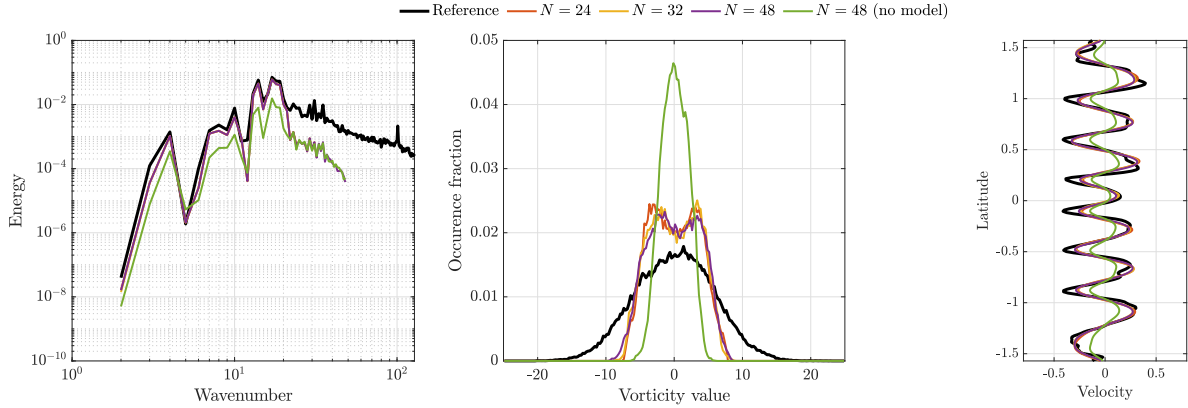 Reference N = 24 N = 32 N = 48 N = 48 (no model)
10^0
10^-2
10^-4
10^-6
10^-8
10^-10
10^0 10^1 10^2
Energy
Wavenumber
0.05
0.04
0.03
0.02
0.01
0
-20 -10 0 10 20
Occurence fraction
Vorticity value
1.5
1
0.5
0
-0.5
-1
-1.5
-0.5 0 0.5
Latitude
Velocity